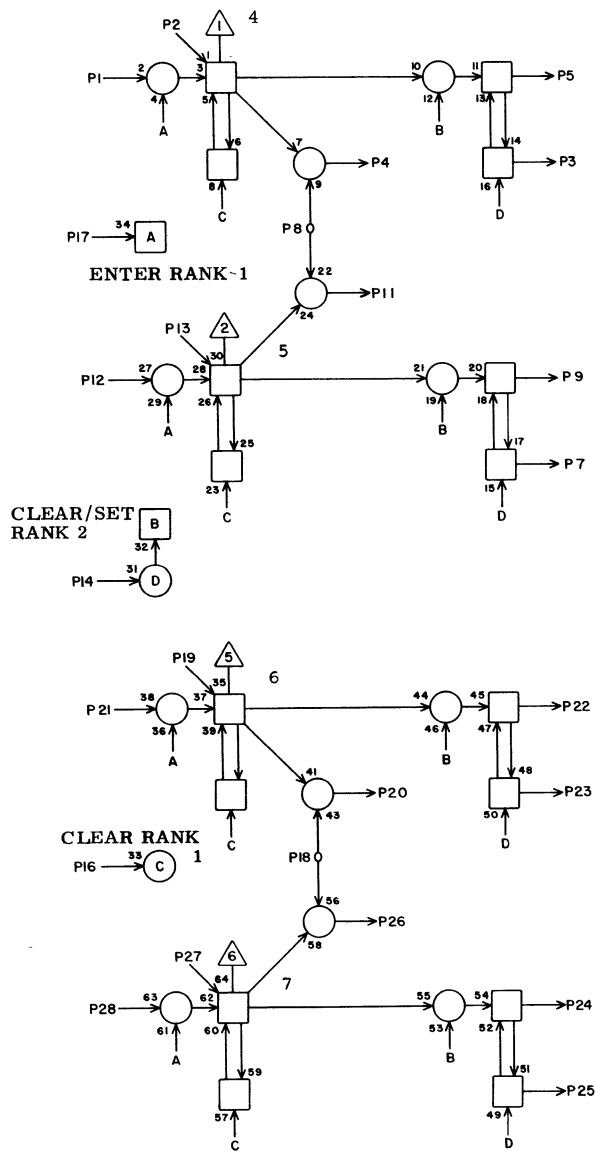 1 4
P2
1
P1 2 3 10 11 P5
4 5 12 13
A 6 7 B 14
8 P4 16 P3
9
C D
P8
34
P17 A
ENTER RANK-1
22
P11
24
2
P13
30 5
P12 27 28 21 20 P9
29 26 19 18
A 25 B 17
23 15 P7
C D
CLEAR/SET
RANK 2
B
32
31
P14 D
5
P19 6
35
P21 38 37 44 45 P22
36 39 46 47
A 41 B 48
P20 P23
43 50
C D
CLEAR RANK
1
P16 33 C
P18
56
P26
58
6
P27
64 7
P28 63 62 55 54 P24
61 60 53 52
A 59 B 51
57 49 P25
C D